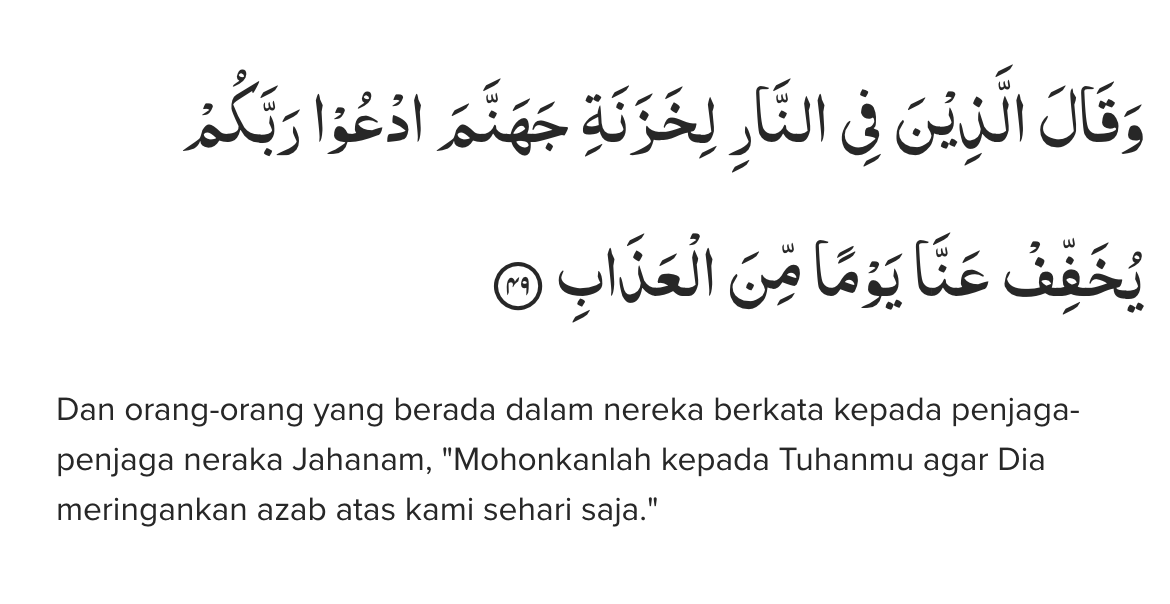 وَقَالَ الَّذِيْنَ فِى النَّارِ لِخَزَنَةِ جَهَنَّمَ ادْعُوْا رَبَّكُمْ
يُخَفِّفْ عَنَّا يَوْمًا مِّنَ الْعَذَابِ ۴۹
Dan orang-orang yang berada dalam nereka berkata kepada penjaga-
penjaga neraka Jahanam, "Mohonkanlah kepada Tuhanmu agar Dia
meringankan azab atas kami sehari saja."